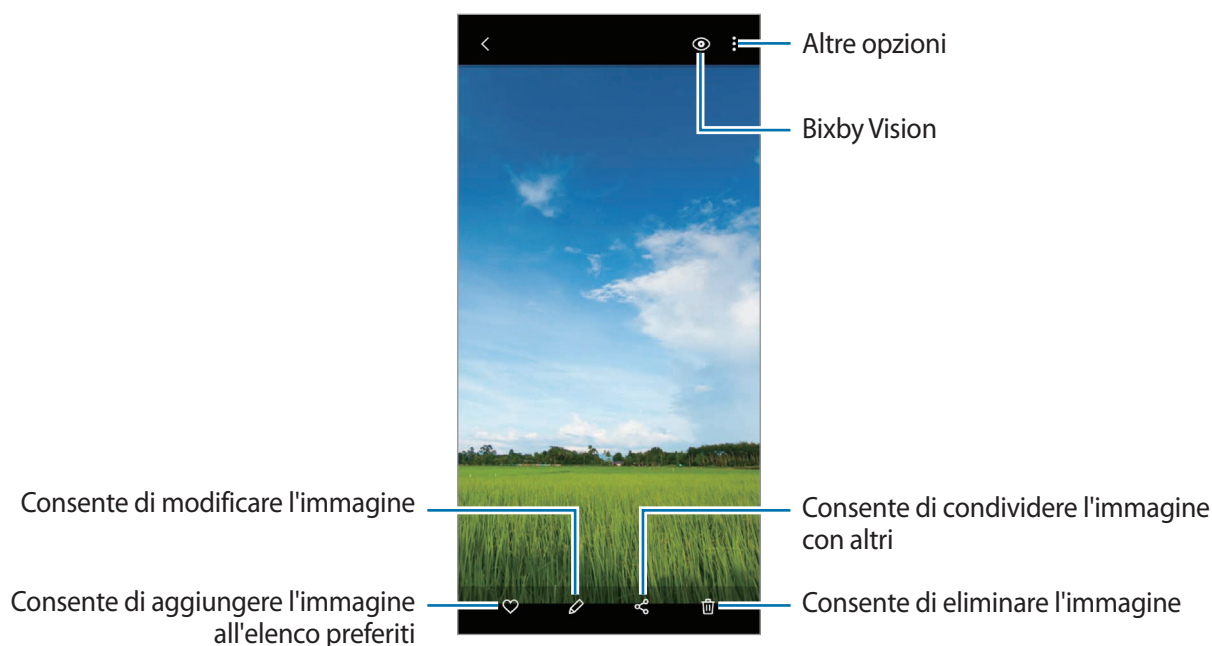 Altre opzioni
Bixby Vision
Consente di modificare l'immagine
Consente di condividere l'immagine
con altri
Consente di aggiungere l'immagine
all'elenco preferiti
Consente di eliminare l'immagine